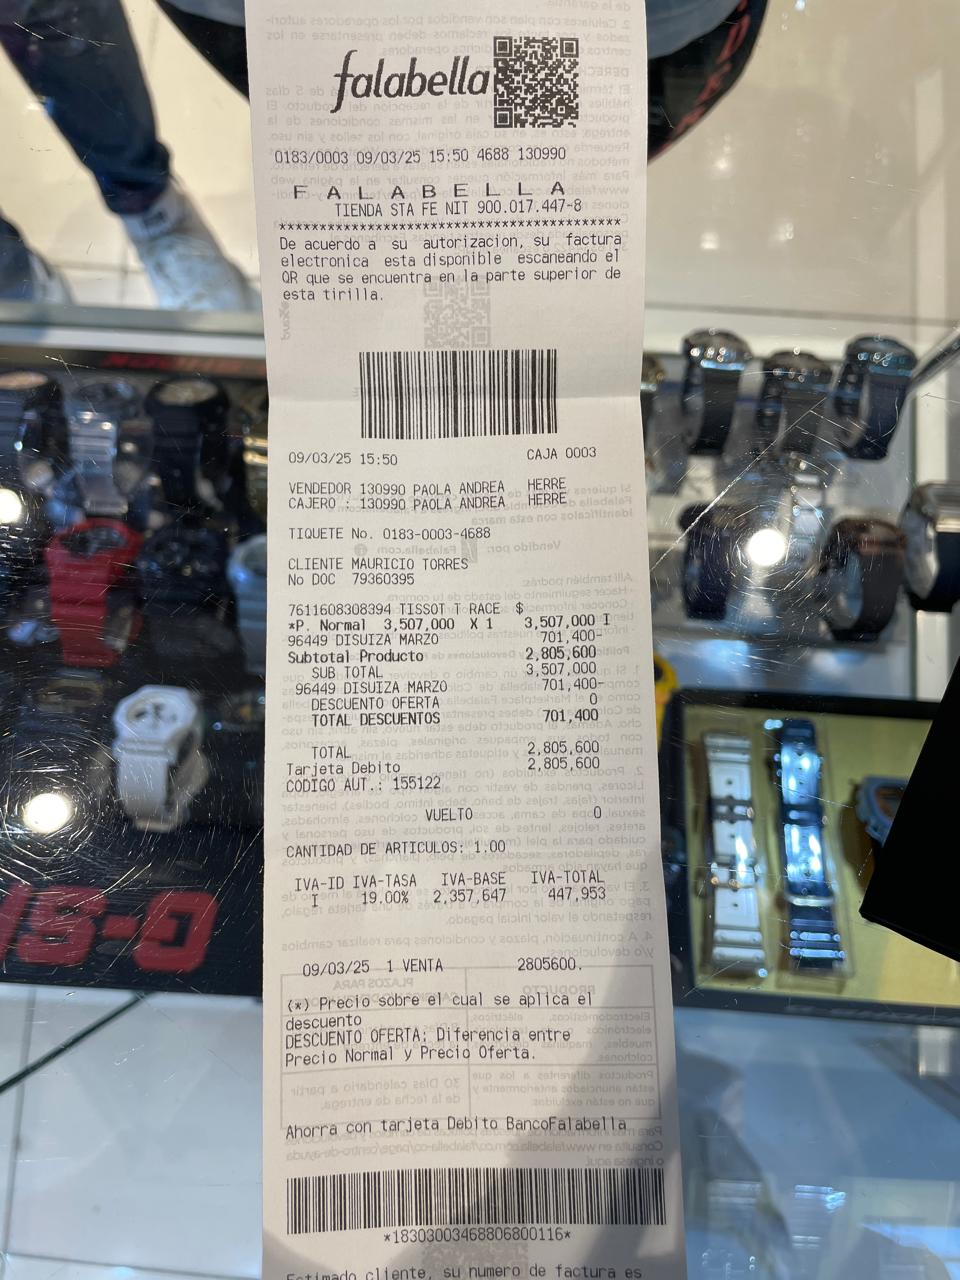 falabella
0183/0003 09/03/25 15:50 4688 130990
F A L A B E L L A
TIENDA STA FE NIT 900.017.447-8
******************************************
De acuerdo a su autorizacion, su factura
electronica esta disponible escaneando el
QR que se encuentra en la parte superior de
esta tirilla.
09/03/25 15:50 CAJA 0003
VENDEDOR 130990 PAOLA ANDREA HERRE
CAJERO : 130990 PAOLA ANDREA HERRE
TIQUETE No. 0183-0003-4688
CLIENTE MAURICIO TORRES
No DOC 79360395
7611608308394 TISSOT T RACE $
*P. Normal 3,507,000 X 1 3,507,000 I
96449 DISUIZA MARZO 701,400-
Subtotal Producto 2,805,600
SUB TOTAL 3,507,000
96449 DISUIZA MARZO 701,400-
DESCUENTO OFERTA 0
TOTAL DESCUENTOS 701,400
TOTAL 2,805,600
Tarjeta Debito 2,805,600
CODIGO AUT.: 155122
VUELTO 0
CANTIDAD DE ARTICULOS: 1.00
IVA-ID IVA-TASA IVA-BASE IVA-TOTAL
I 19.00% 2,357,647 447,953
09/03/25 1 VENTA 2805600.
(*) Precio sobre el cual se aplica el
descuento
DESCUENTO OFERTA: Diferencia entre
Precio Normal y Precio Oferta.
Ahorra con tarjeta Debito BancoFalabella
*18303003468806800116*
Estimado cliente, su numero de factura es
G-SH